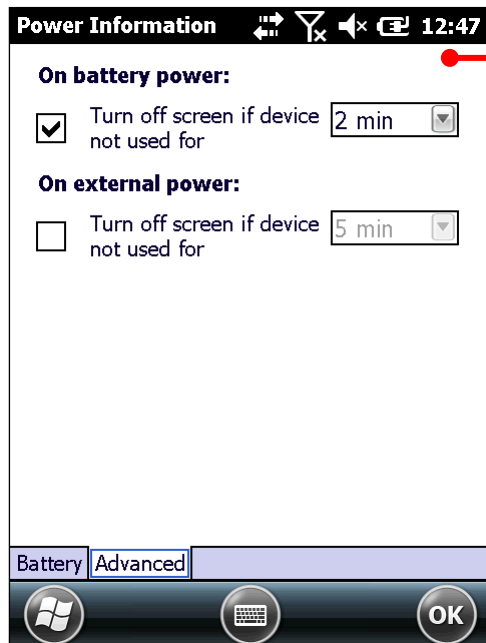 Power Information 12:47
On battery power:
Turn off screen if device 2 min
not used for
On external power:
Turn off screen if device 5 min
not used for
Battery Advanced
OK